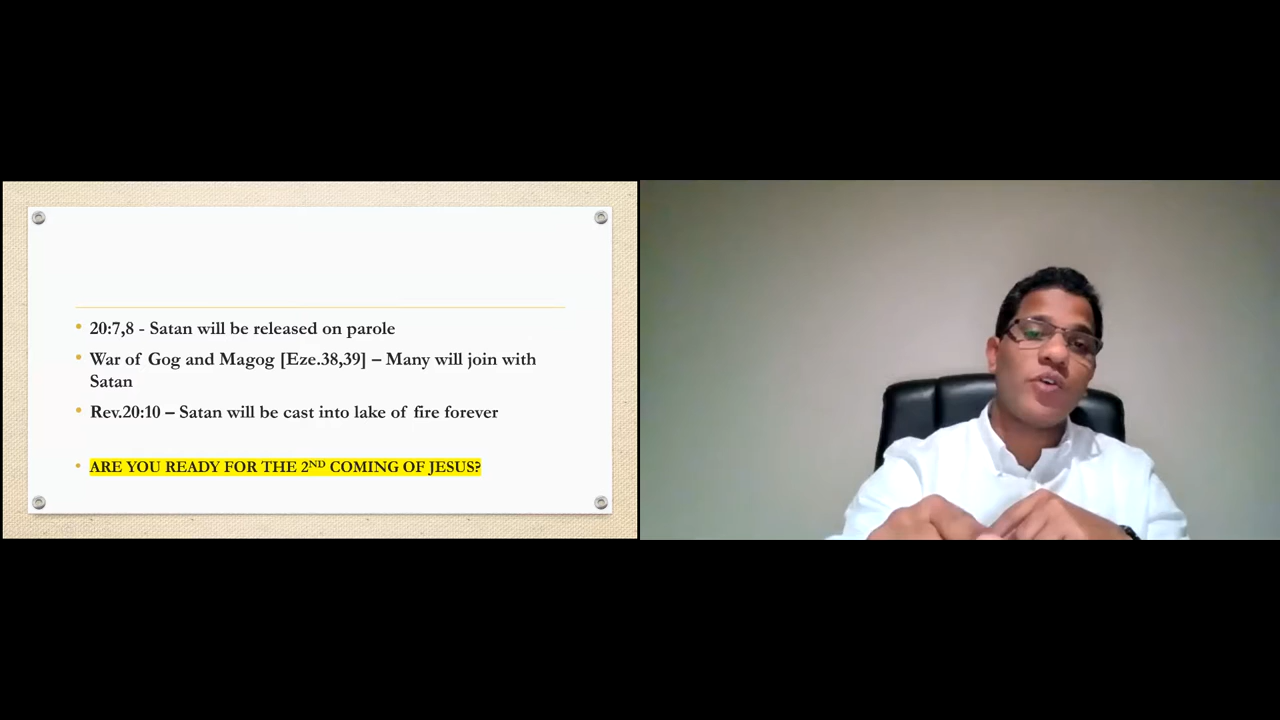 20:7,8 - Satan will be released on parole
War of Gog and Magog [Eze.38,39] – Many will join with
Satan
Rev.20:10 – Satan will be cast into lake of fire forever
ARE YOU READY FOR THE 2ND COMING OF JESUS?